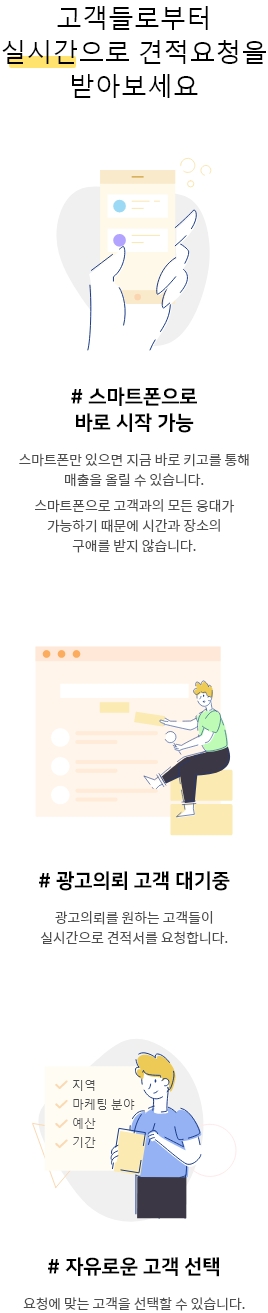 고객들로부터
실시간으로 견적요청을
받아보세요
# 스마트폰으로
바로 시작 가능
스마트폰만 있으면 지금 바로 키고를 통해
매출을 올릴 수 있습니다.
스마트폰으로 고객과의 모든 응대가
가능하기 때문에 시간과 장소의
구애를 받지 않습니다.
# 광고의뢰 고객 대기중
광고의뢰를 원하는 고객들이
실시간으로 견적서를 요청합니다.
지역
마케팅 분야
예산
기간
# 자유로운 고객 선택
요청에 맞는 고객을 선택할 수 있습니다.